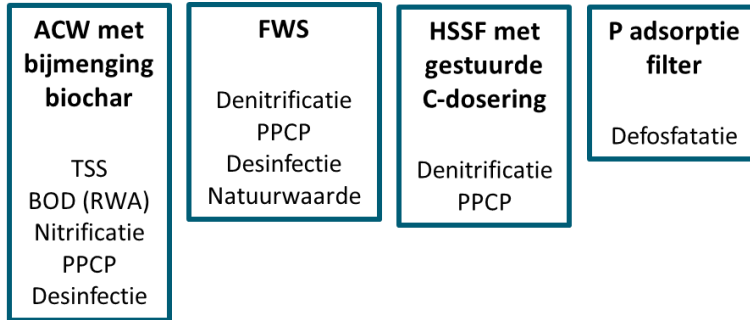 ACW met
bijmenging
biochar
TSS
BOD (RWA)
Nitrificatie
PPCP
Desinfectie
FWS
Denitrificatie
PPCP
Desinfectie
Natuurwaarde
HSSF met
gestuurde
C-dosering
Denitrificatie
PPCP
P adsorptie
filter
Defosfatatie